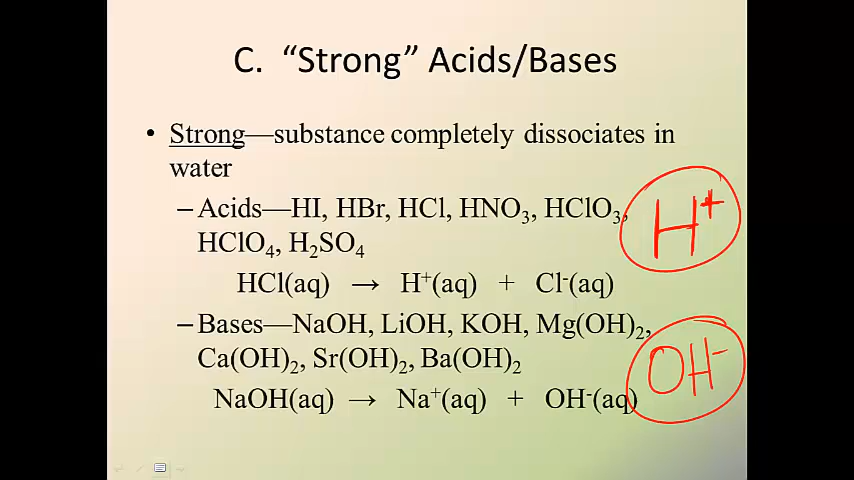 C. “Strong” Acids/Bases
• Strong—substance completely dissociates in
water
–Acids—HI, HBr, HCl, HNO₃, HClO₃,
HClO₄, H₂SO₄
H⁺
HCl(aq) → H⁺(aq) + Cl⁻(aq)
–Bases—NaOH, LiOH, KOH, Mg(OH)₂,
Ca(OH)₂, Sr(OH)₂, Ba(OH)₂
OH⁻
NaOH(aq) → Na⁺(aq) + OH⁻(aq)